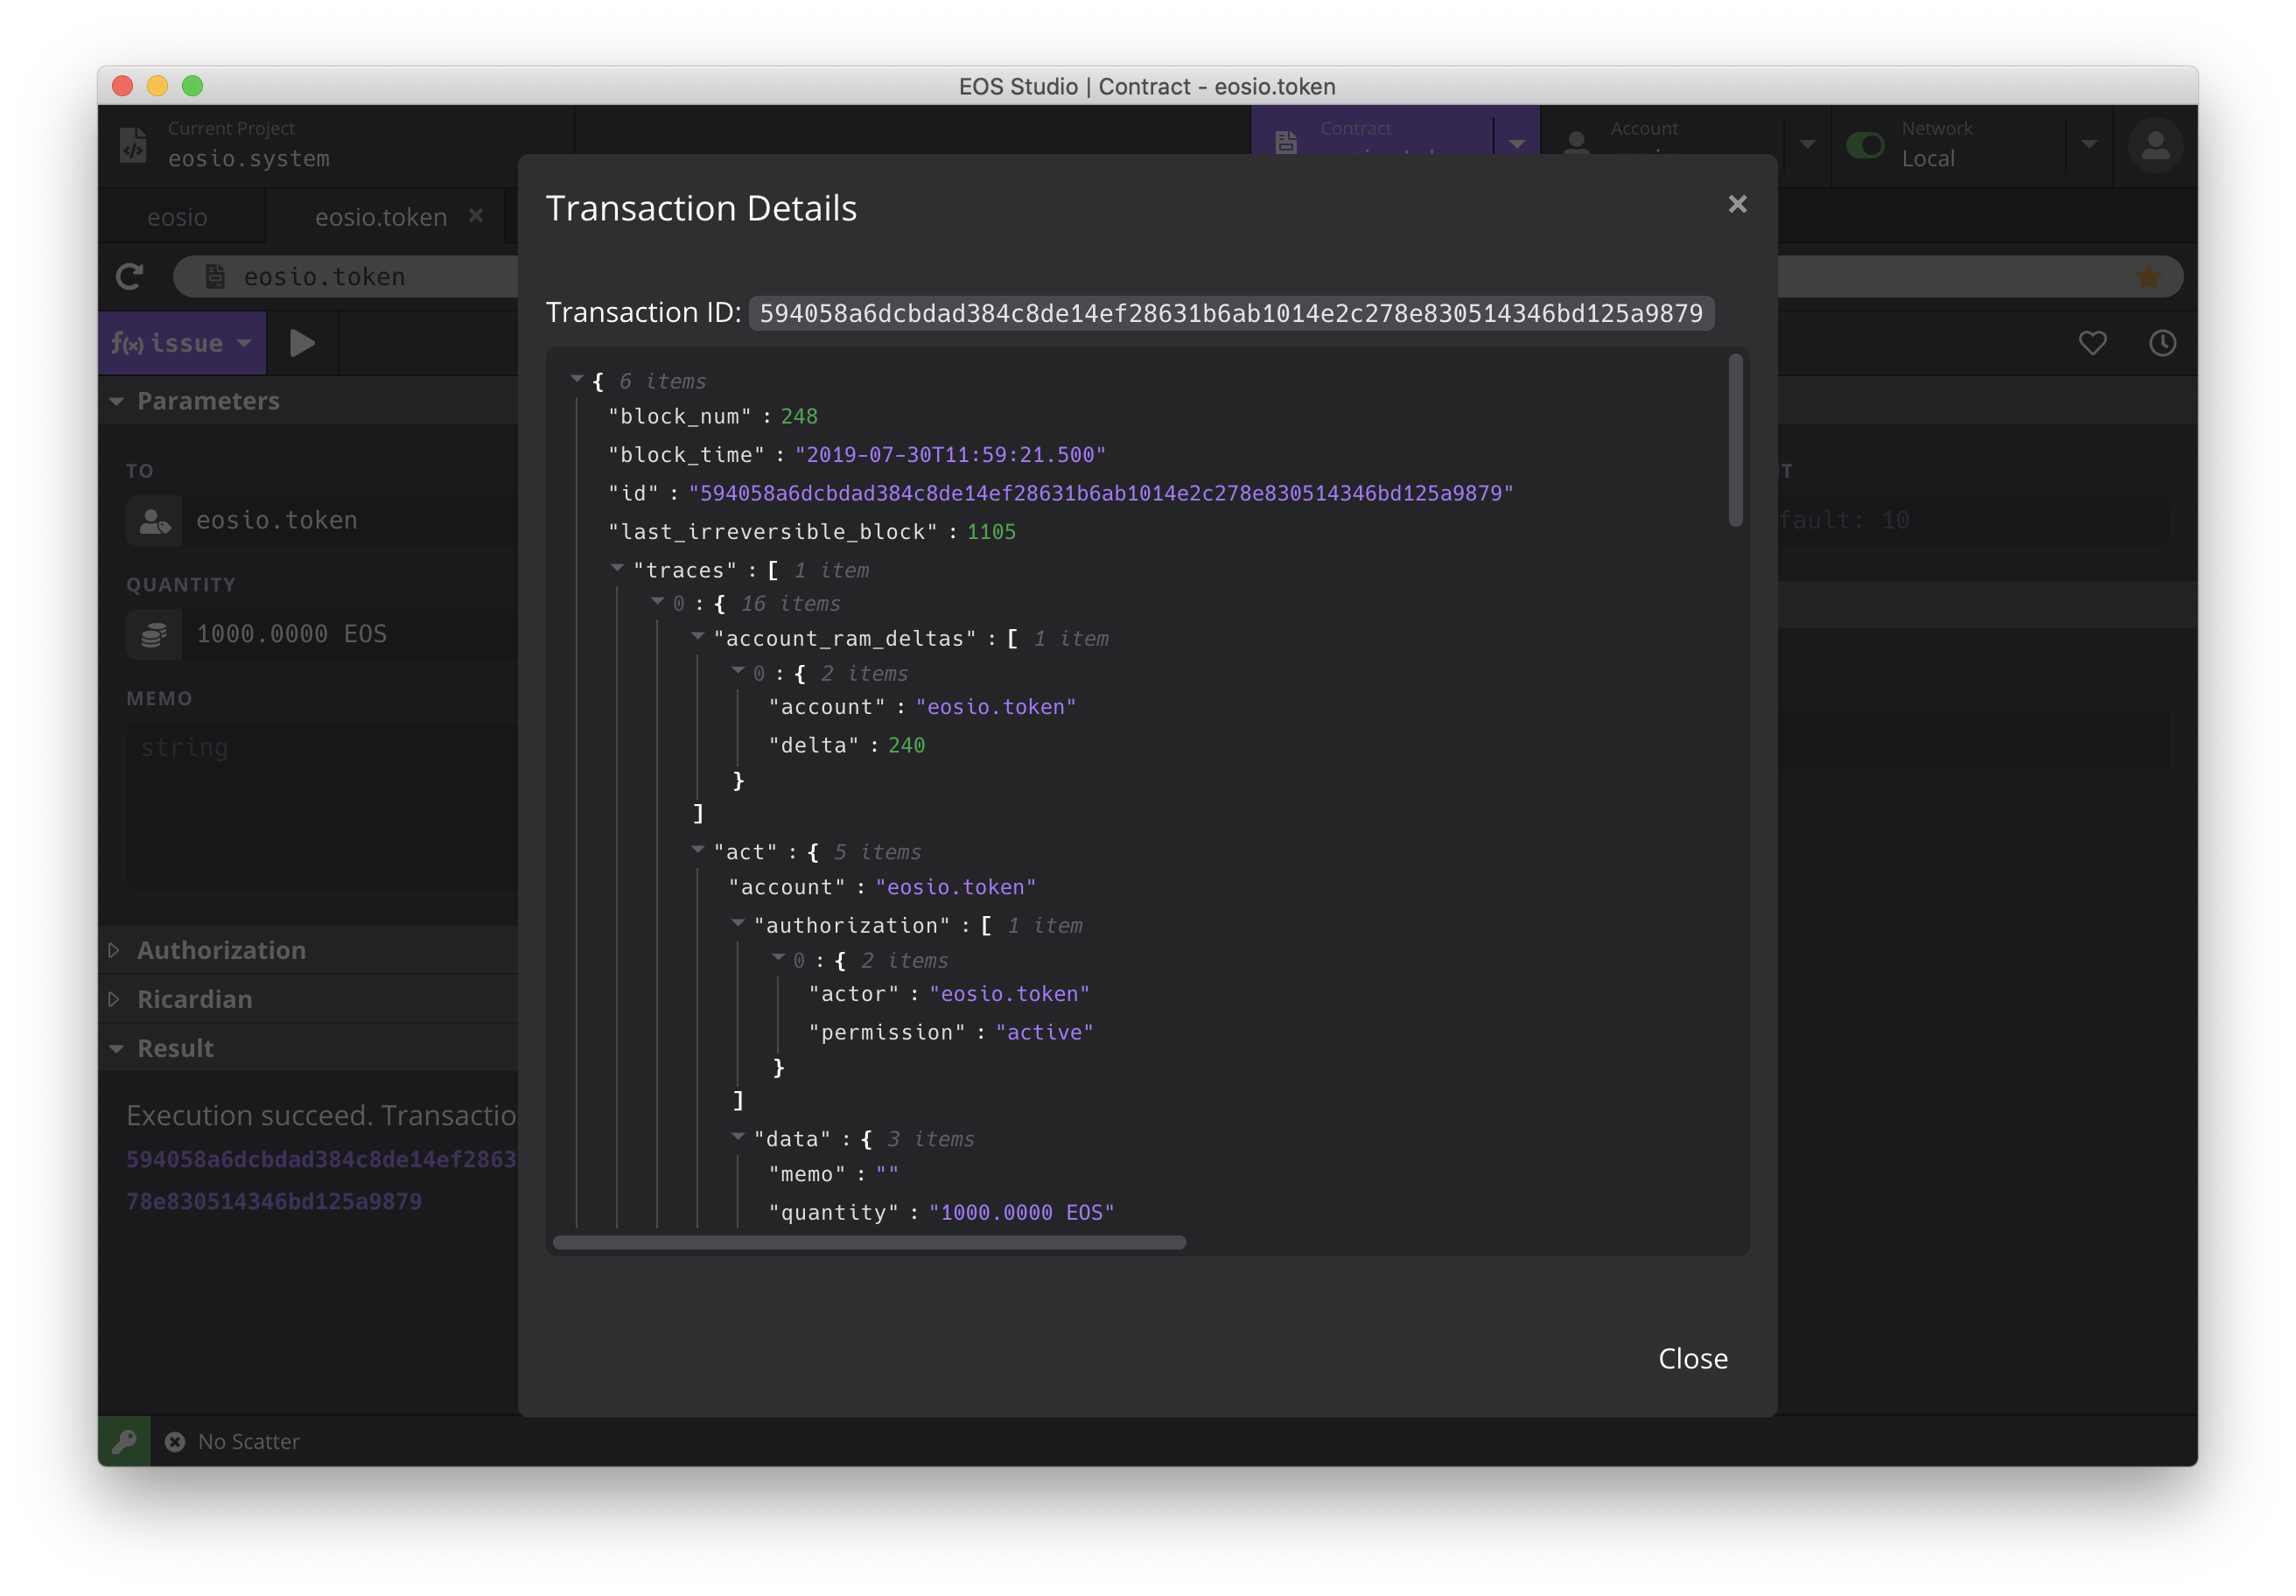 EOS Studio | Contract - eosio.token
Current Project
eosio.system
Contract
Account
Network
Local
eosio
eosio.token
eosio.token
f(x) issue
Parameters
TO
eosio.token
QUANTITY
1000.0000 EOS
MEMO
string
Authorization
Ricardian
Result
Execution succeed. Transactio
594058a6dcbdad384c8de14ef2863
78e830514346bd125a9879
fault: 10
No Scatter
Transaction Details
Transaction ID: 594058a6dcbdad384c8de14ef28631b6ab1014e2c278e830514346bd125a9879
{ 6 items
"block_num" : 248
"block_time" : "2019-07-30T11:59:21.500"
"id" : "594058a6dcbdad384c8de14ef28631b6ab1014e2c278e830514346bd125a9879"
"last_irreversible_block" : 1105
"traces" : [ 1 item
0 : { 16 items
"account_ram_deltas" : [ 1 item
0 : { 2 items
"account" : "eosio.token"
"delta" : 240
}
]
"act" : { 5 items
"account" : "eosio.token"
"authorization" : [ 1 item
0 : { 2 items
"actor" : "eosio.token"
"permission" : "active"
}
]
"data" : { 3 items
"memo" : ""
"quantity" : "1000.0000 EOS"
Close